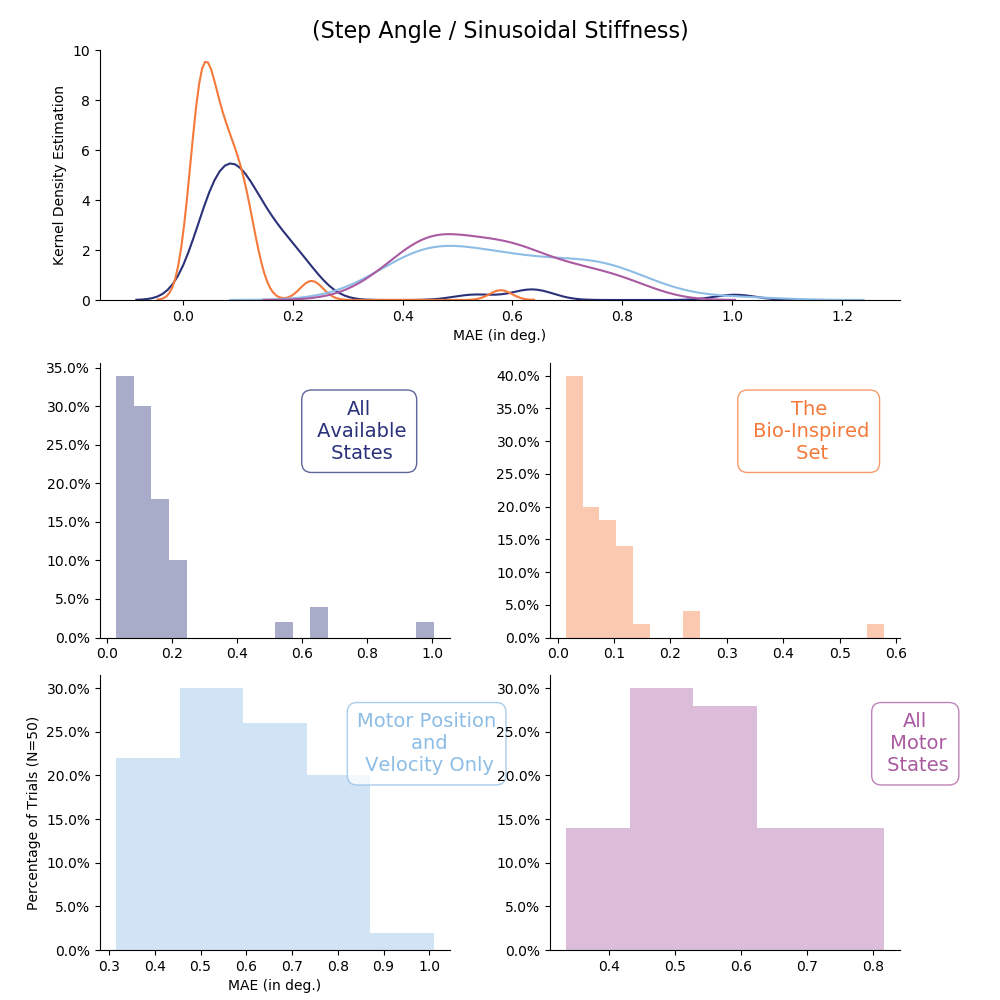 (Step Angle / Sinusoidal Stiffness)
10
8
6
4
2
0
Kernel Density Estimation
0.0 0.2 0.4 0.6 0.8 1.0 1.2
MAE (in deg.)
35.0%
30.0%
25.0%
20.0%
15.0%
10.0%
5.0%
0.0%
All
Available
States
0.0 0.2 0.4 0.6 0.8 1.0
40.0%
35.0%
30.0%
25.0%
20.0%
15.0%
10.0%
5.0%
0.0%
The
Bio-Inspired
Set
0.0 0.1 0.2 0.3 0.4 0.5 0.6
Percentage of Trials (N=50)
30.0%
25.0%
20.0%
15.0%
10.0%
5.0%
0.0%
Motor Position
and
Velocity Only
0.3 0.4 0.5 0.6 0.7 0.8 0.9 1.0
MAE (in deg.)
30.0%
25.0%
20.0%
15.0%
10.0%
5.0%
0.0%
All
Motor
States
0.4 0.5 0.6 0.7 0.8